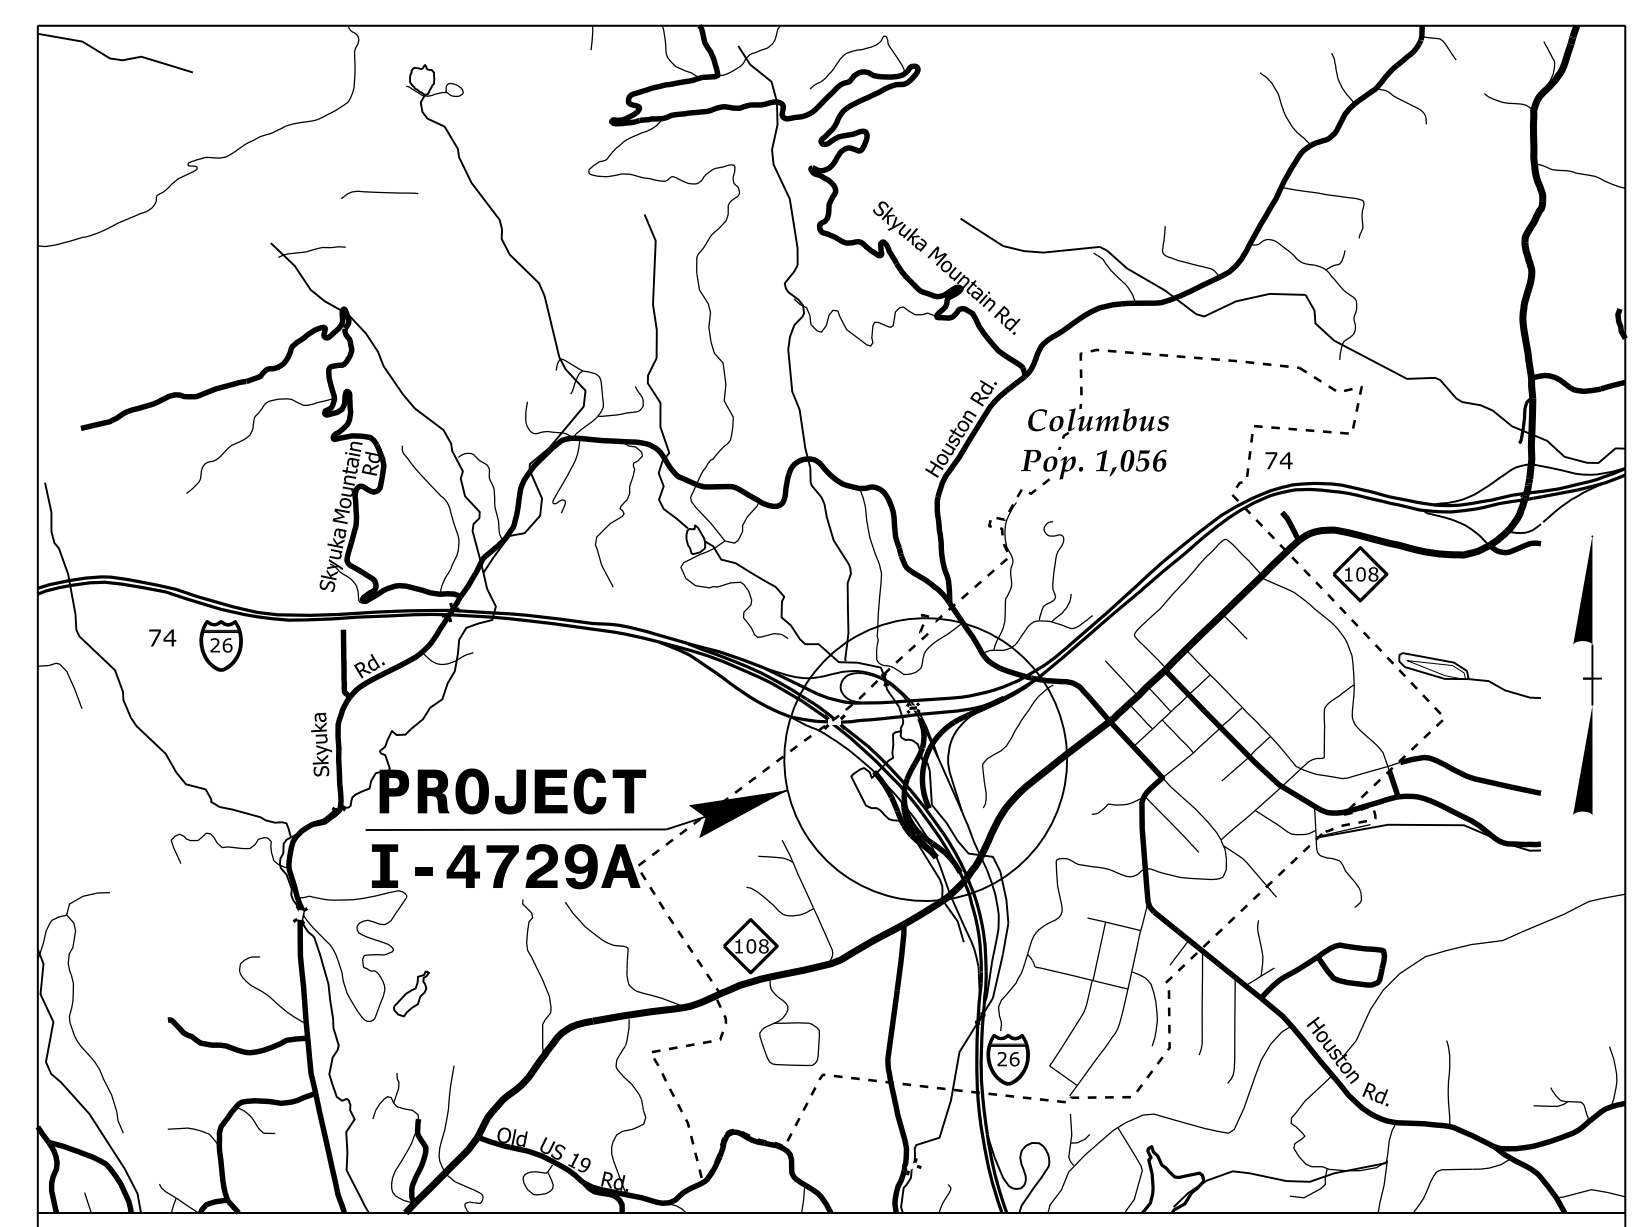 Skyuka Mountain Rd.
Houston Rd.
Columbus
Pop. 1,056
74
Skyuka Mountain
Rd.
108
74
26
Rd.
Skyuka
PROJECT
I-4729A
108
26
Houston Rd.
Old US 19 Rd.